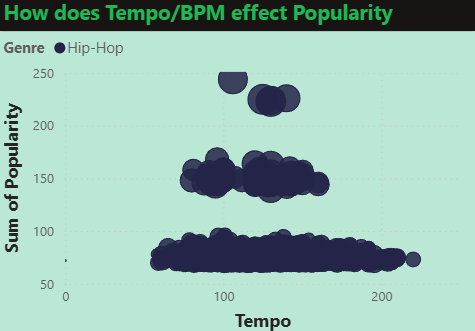 How does Tempo/BPM effect Popularity
Genre Hip-Hop
250
200
150
100
50
Sum of Popularity
0 100 200
Tempo